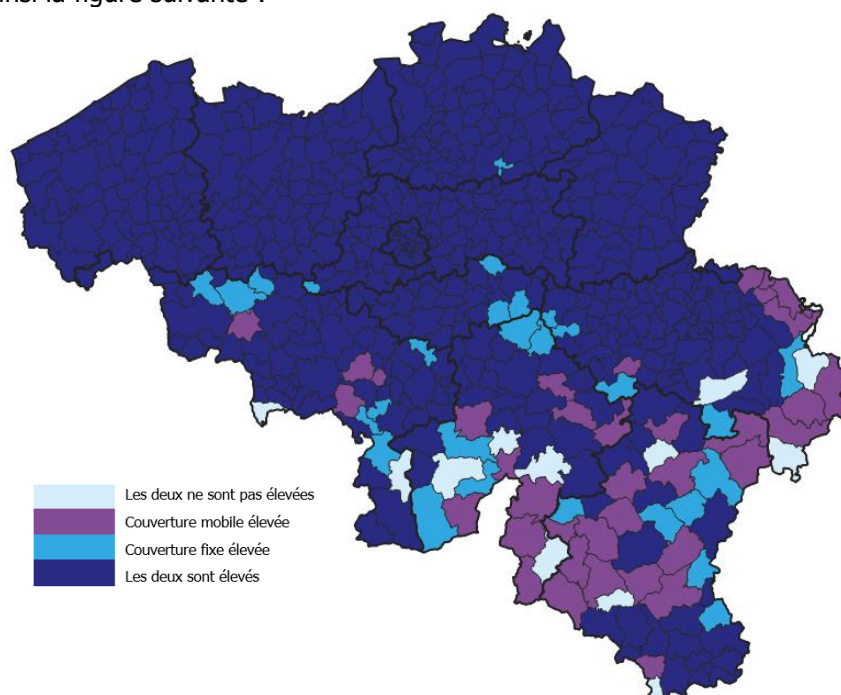 la figure suivante :
Les deux ne sont pas élevées
Couverture mobile élevée
Couverture fixe élevée
Les deux sont élevés